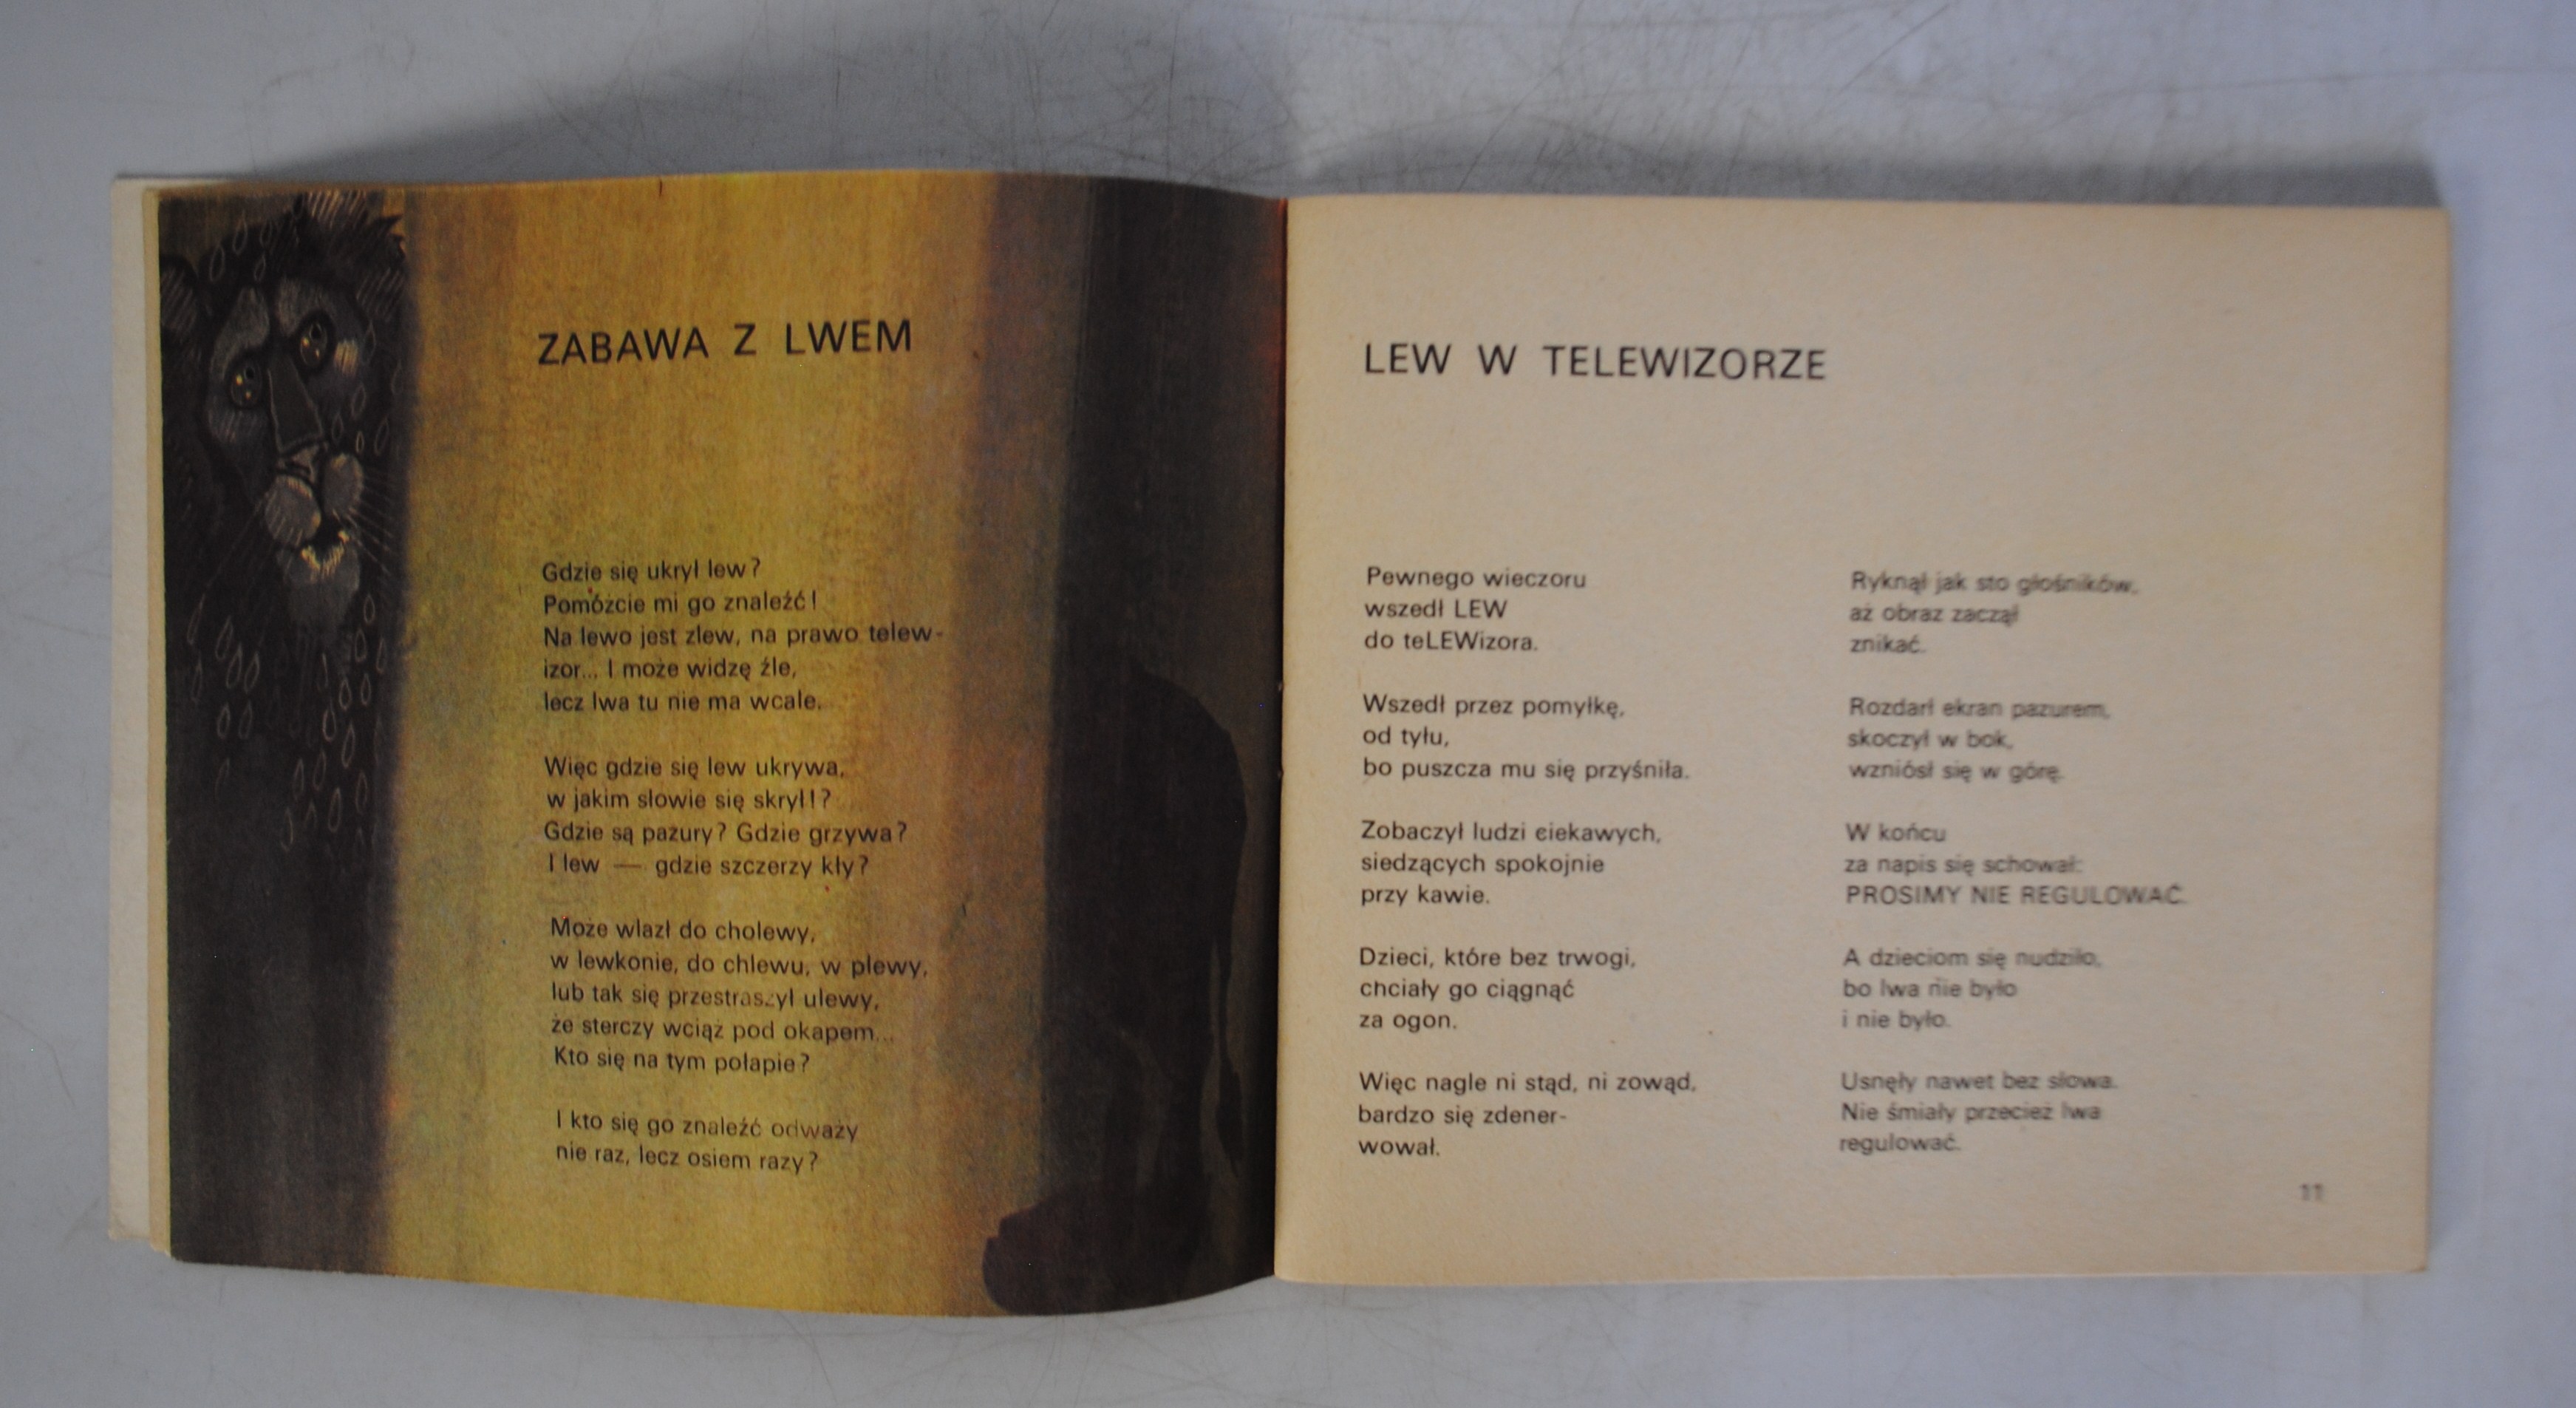 ZABAWA Z LWEM
Gdzie się ukrył lew?
Pomóżcie mi go znaleźć!
Na lewo jest zlew, na prawo telew-
izor... I może widzę źle,
lecz lwa tu nie ma wcale.
Więc gdzie się lew ukrywa,
w jakim słowie się skrył!?
Gdzie są pazury? Gdzie grzywa?
I lew — gdzie szczerzy kły?
Może wlazł do cholewy,
w lewkonie, do chlewu, w plewy,
lub tak się przestraszył ulewy,
że sterczy wciąż pod okapem...
Kto się na tym połapie?
I kto się go znaleźć odważy
nie raz, lecz osiem razy?
LEW W TELEWIZORZE
Pewnego wieczoru
wszedł LEW
do teLEWizora.
Wszedł przez pomyłkę,
od tyłu,
bo puszcza mu się przyśniła.
Zobaczył ludzi ciekawych,
siedzących spokojnie
przy kawie.
Dzieci, które bez trwogi,
chciały go ciągnąć
za ogon.
Więc nagle ni stąd, ni zowąd,
bardzo się zdener-
wował.
Ryknął jak sto głośników,
aż obraz zaczął
znikać.
Rozdarł ekran pazurem,
skoczył w bok,
wzniósł się w górę.
W końcu
za napis się schował:
PROSIMY NIE REGULOWAĆ.
A dzieciom się nudziło,
bo lwa nie było
i nie było.
Usnęły nawet bez słowa.
Nie śmiały przecież lwa
regulować.
11